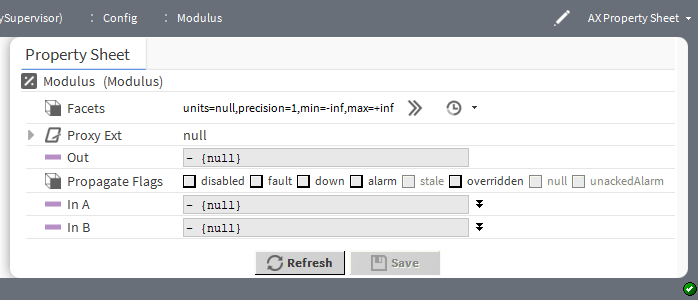 ySupervisor) : Config : Modulus AX Property Sheet
Property Sheet
Modulus (Modulus)
Facets units=null,precision=1,min=-inf,max=+inf
Proxy Ext null
Out - {null}
Propagate Flags disabled fault down alarm stale overridden null unackedAlarm
In A - {null}
In B - {null}
Refresh Save